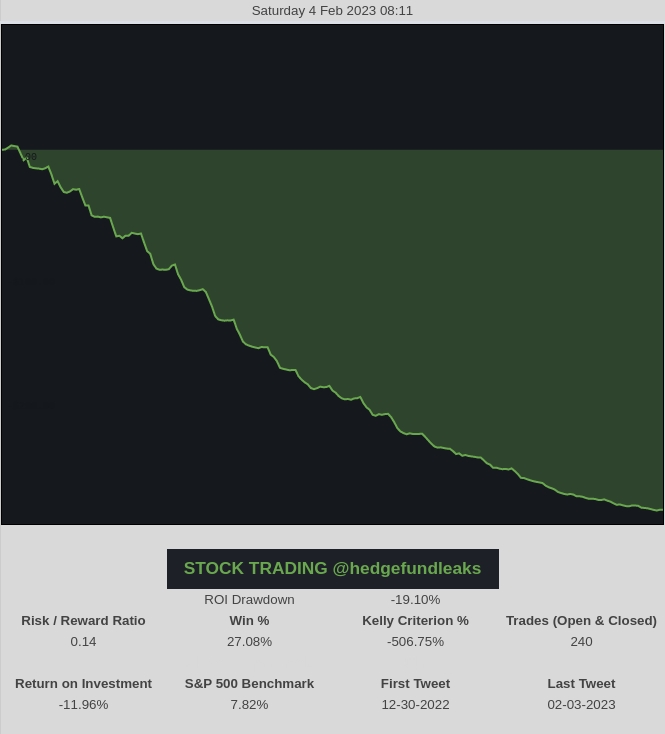 Saturday 4 Feb 2023 08:11
STOCK TRADING @hedgefundleaks
ROI Drawdown -19.10%
Risk / Reward Ratio Win % Kelly Criterion % Trades (Open & Closed)
0.14 27.08% -506.75% 240
Return on Investment S&P 500 Benchmark First Tweet Last Tweet
-11.96% 7.82% 12-30-2022 02-03-2023